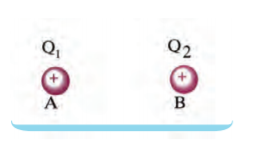 Q₁ Q₂
+ +
A B